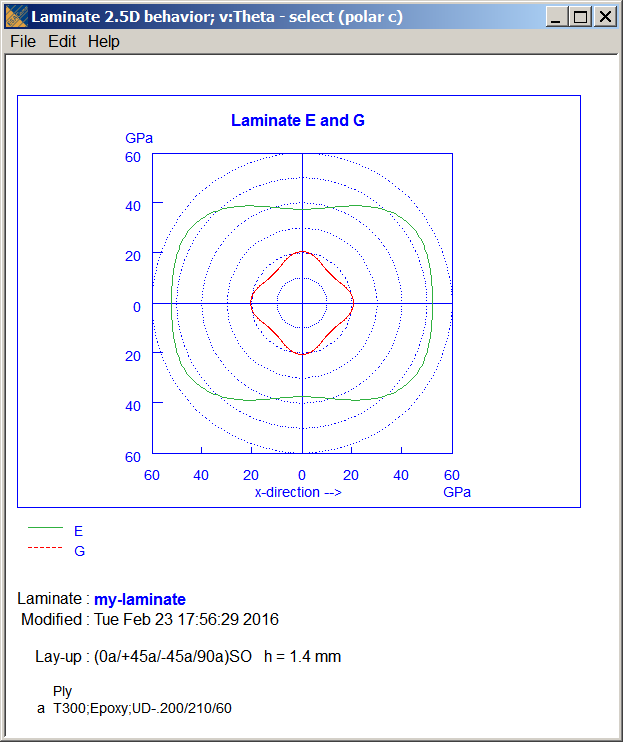 Laminate 2.5D behavior; v:Theta - select (polar c)
File Edit Help
Laminate E and G
GPa
60
40
20
0
20
40
60
60 40 20 0 20 40 60
x-direction --> GPa
E
G
Laminate : my-laminate
Modified : Tue Feb 23 17:56:29 2016
Lay-up : (0a/+45a/-45a/90a)SO h = 1.4 mm
Ply
a T300;Epoxy;UD-.200/210/60